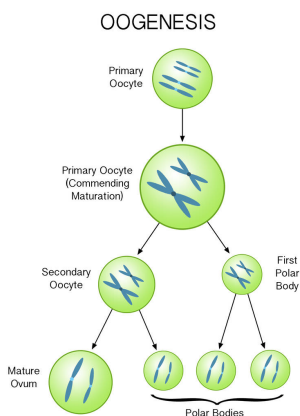 OOGENESIS
Primary
Oocyte
Primary Oocyte
(Commending
Maturation)
Secondary
Oocyte
First
Polar
Body
Mature
Ovum
Polar Bodies